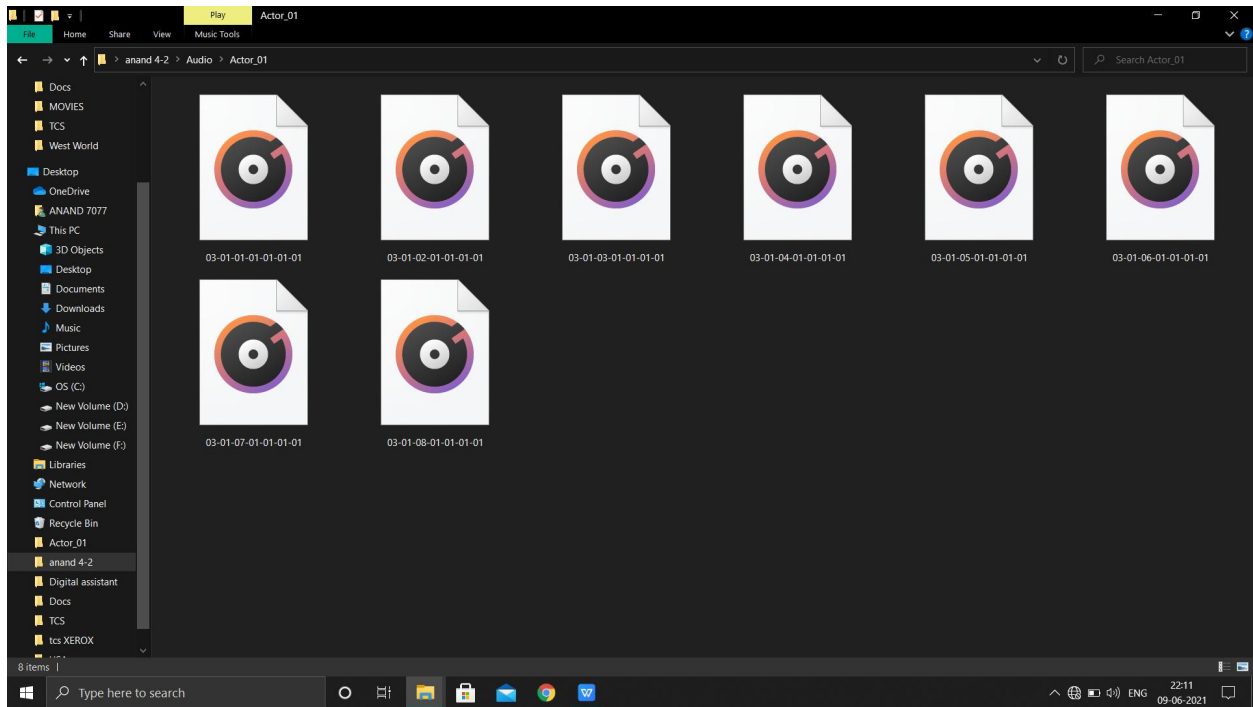 Play
Actor_01
File
Home
Share
View
Music Tools
anand 4-2 > Audio > Actor_01
Search Actor_01
Docs
MOVIES
TCS
West World
Desktop
OneDrive
ANAND 7077
This PC
3D Objects
Desktop
Documents
Downloads
Music
Pictures
Videos
OS (C:)
New Volume (D:)
New Volume (E:)
New Volume (F:)
Libraries
Network
Control Panel
Recycle Bin
Actor_01
anand 4-2
Digital assistant
Docs
TCS
tcs XEROX
03-01-01-01-01-01-01
03-01-02-01-01-01-01
03-01-03-01-01-01-01
03-01-04-01-01-01-01
03-01-05-01-01-01-01
03-01-06-01-01-01-01
03-01-07-01-01-01-01
03-01-08-01-01-01-01
8 items
Type here to search
W
ENG
22:11
09-06-2021